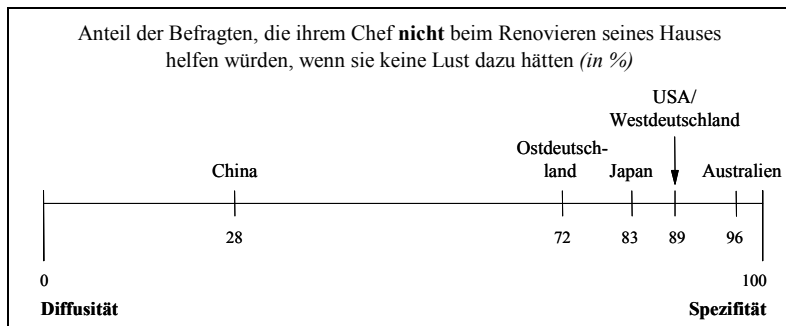 Anteil der Befragten, die ihrem Chef nicht beim Renovieren seines Hauses
helfen würden, wenn sie keine Lust dazu hätten (in %)
USA/
Westdeutschland
Ostdeutsch-
China land Japan Australien
28 72 83 89 96
0 100
Diffusität Spezifität